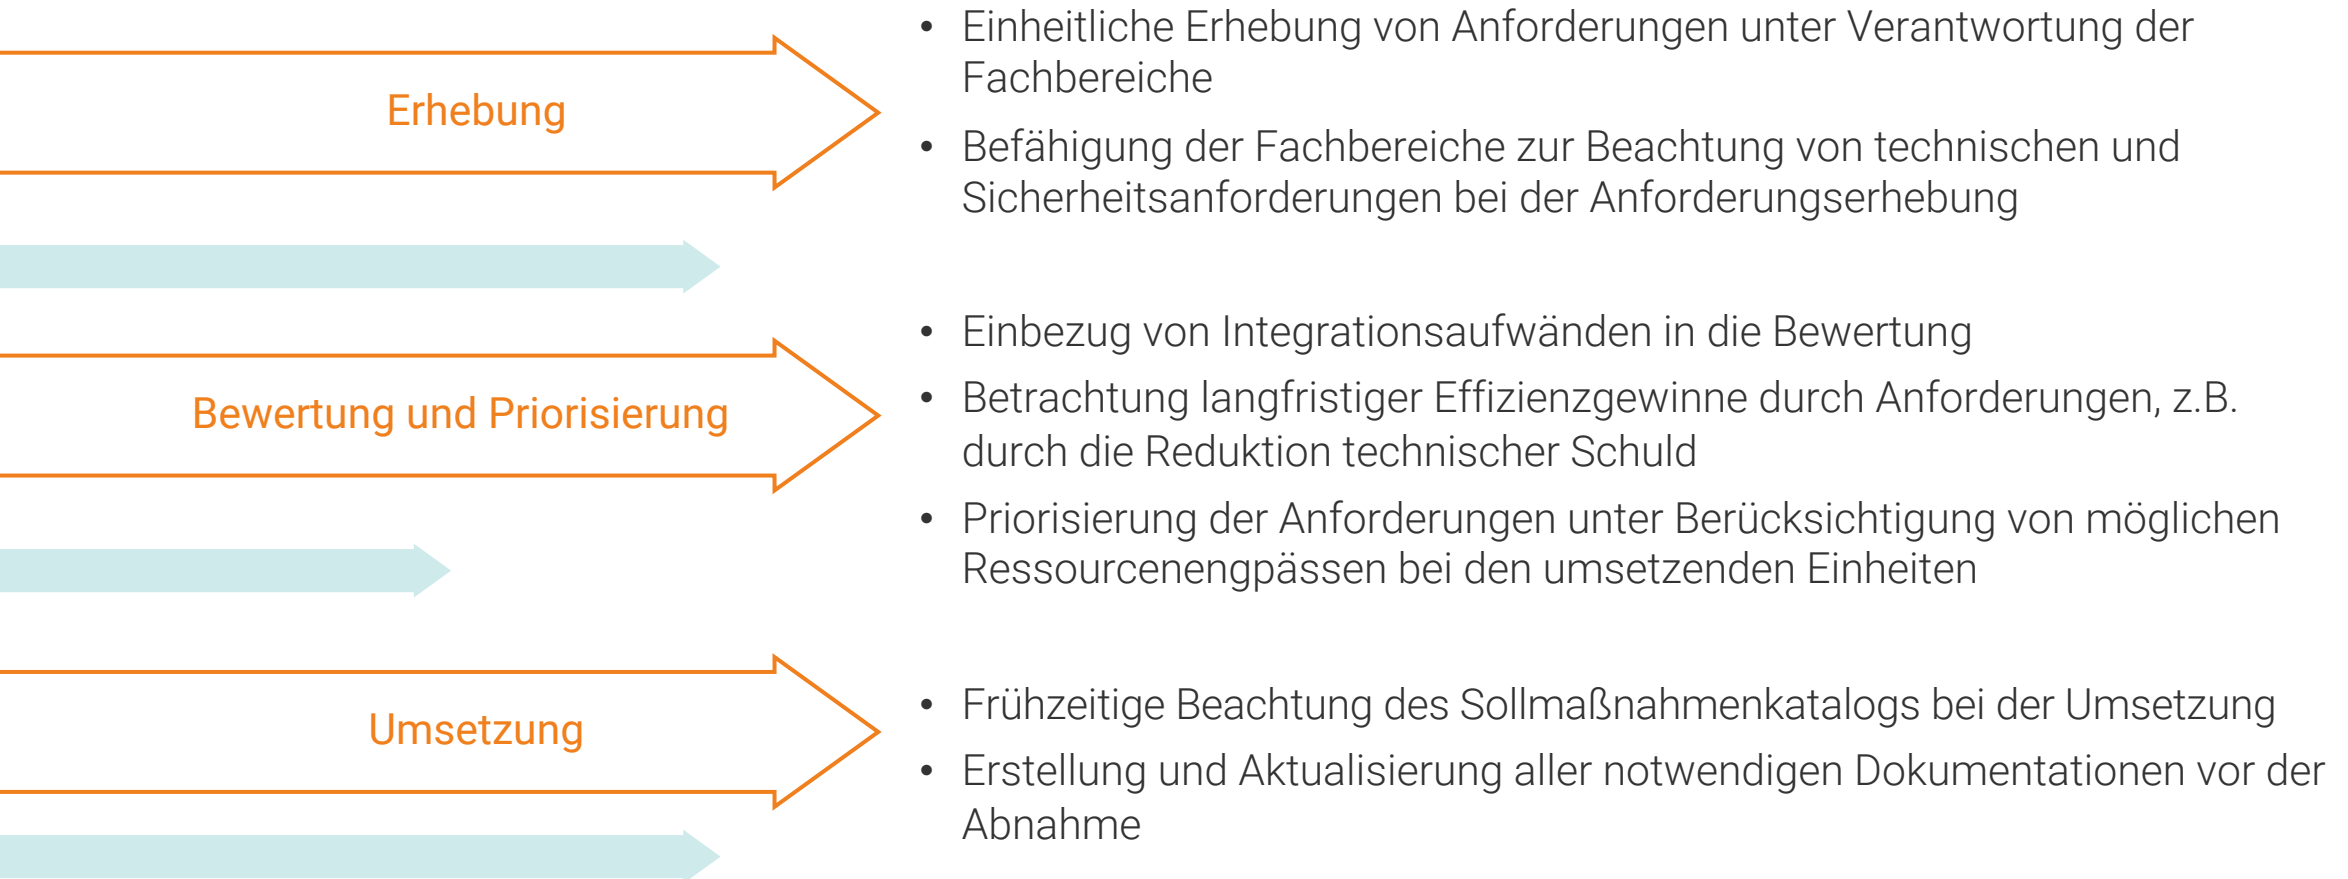 Erhebung
• Einheitliche Erhebung von Anforderungen unter Verantwortung der
Fachbereiche
• Befähigung der Fachbereiche zur Beachtung von technischen und
Sicherheitsanforderungen bei der Anforderungserhebung
Bewertung und Priorisierung
• Einbezug von Integrationsaufwänden in die Bewertung
• Betrachtung langfristiger Effizienzgewinne durch Anforderungen, z.B.
durch die Reduktion technischer Schuld
• Priorisierung der Anforderungen unter Berücksichtigung von möglichen
Ressourcenengpässen bei den umsetzenden Einheiten
Umsetzung
• Frühzeitige Beachtung des Sollmaßnahmenkatalogs bei der Umsetzung
• Erstellung und Aktualisierung aller notwendigen Dokumentationen vor der
Abnahme